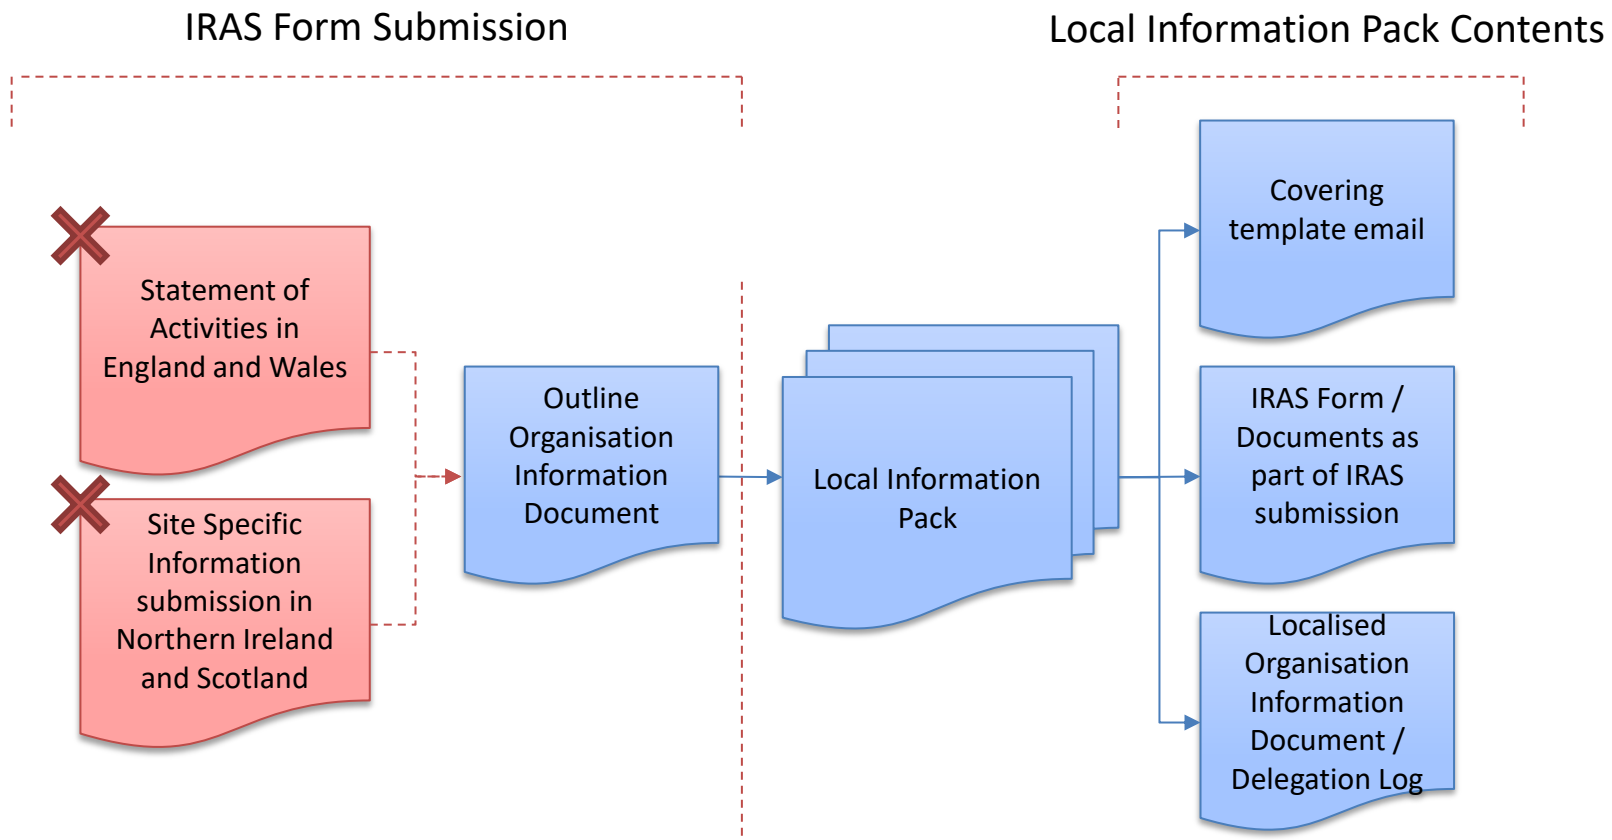 IRAS Form Submission
Local Information Pack Contents
Statement of
Activities in
England and Wales
Site Specific
Information
submission in
Northern Ireland
and Scotland
Outline
Organisation
Information
Document
Local Information
Pack
Covering
template email
IRAS Form /
Documents as
part of IRAS
submission
Localised
Organisation
Information
Document /
Delegation Log